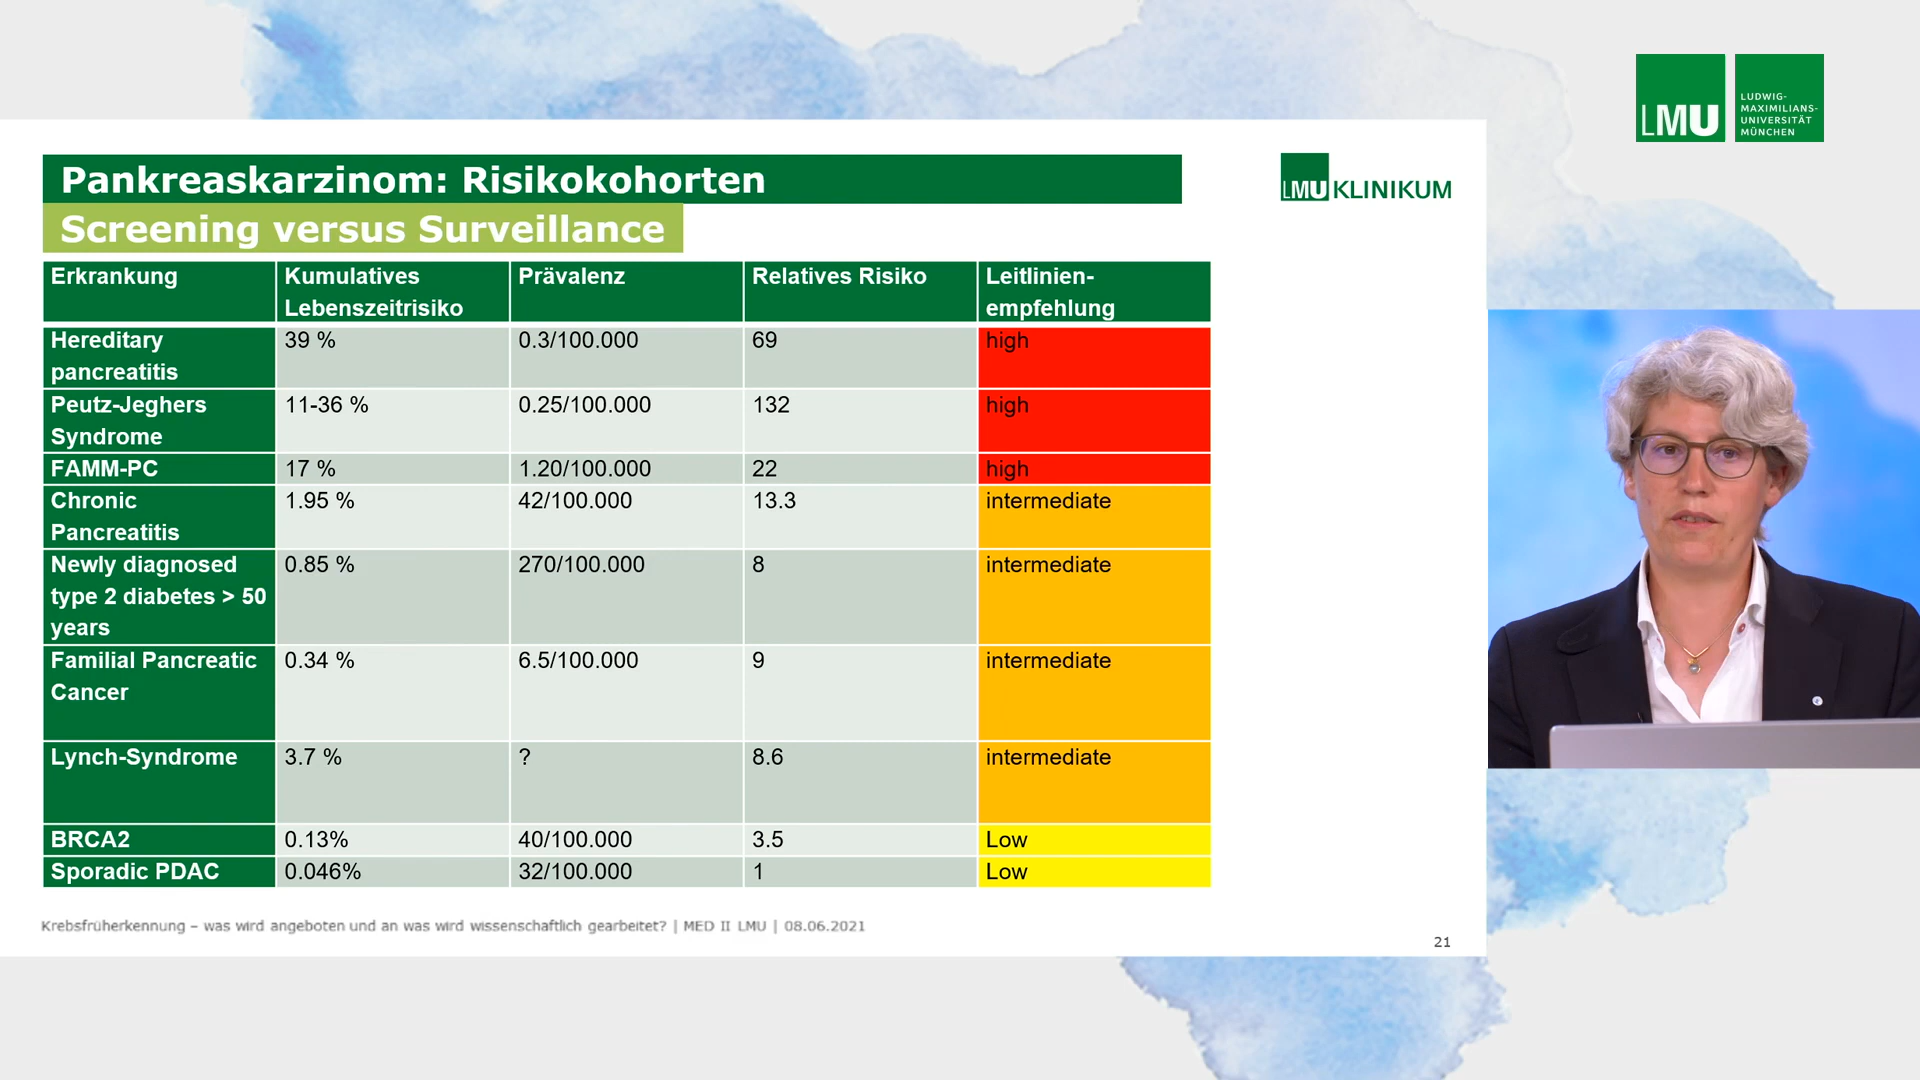 LMU
LUDWIG-
MAXIMILIANS-
UNIVERSITÄT
MÜNCHEN
Pankreaskarzinom: Risikokohorten
LMU KLINIKUM
Screening versus Surveillance
Erkrankung
Kumulatives
Lebenszeitrisiko
Prävalenz
Relatives Risiko
Leitlinien-
empfehlung
Hereditary
pancreatitis
39 %
0.3/100.000
69
high
Peutz-Jeghers
Syndrome
11-36 %
0.25/100.000
132
high
FAMM-PC
17 %
1.20/100.000
22
high
Chronic
Pancreatitis
1.95 %
42/100.000
13.3
intermediate
Newly diagnosed
type 2 diabetes > 50
years
0.85 %
270/100.000
8
intermediate
Familial Pancreatic
Cancer
0.34 %
6.5/100.000
9
intermediate
Lynch-Syndrome
3.7 %
?
8.6
intermediate
BRCA2
0.13%
40/100.000
3.5
Low
Sporadic PDAC
0.046%
32/100.000
1
Low
Krebsfrüherkennung – was wird angeboten und an was wird wissenschaftlich gearbeitet? | MED II LMU | 08.06.2021
21